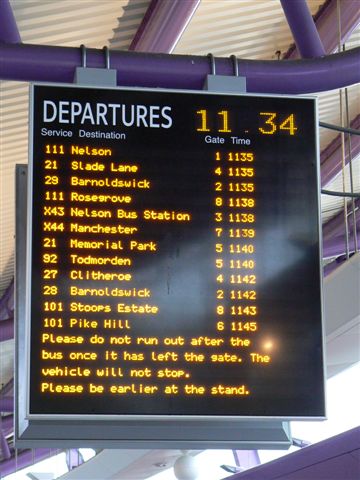 DEPARTURES 11.34
Service Destination Gate Time
111 Nelson 1 1135
21 Slade Lane 4 1135
29 Barnoldswick 2 1135
111 Rosegrove 8 1138
X43 Nelson Bus Station 3 1138
X44 Manchester 7 1139
21 Memorial Park 5 1140
92 Todmorden 5 1140
27 Clitheroe 4 1142
28 Barnoldswick 2 1142
101 Stoops Estate 8 1143
101 Pike Hill 6 1145
Please do not run out after the
bus once it has left the gate. The
vehicle will not stop.
Please be earlier at the stand.